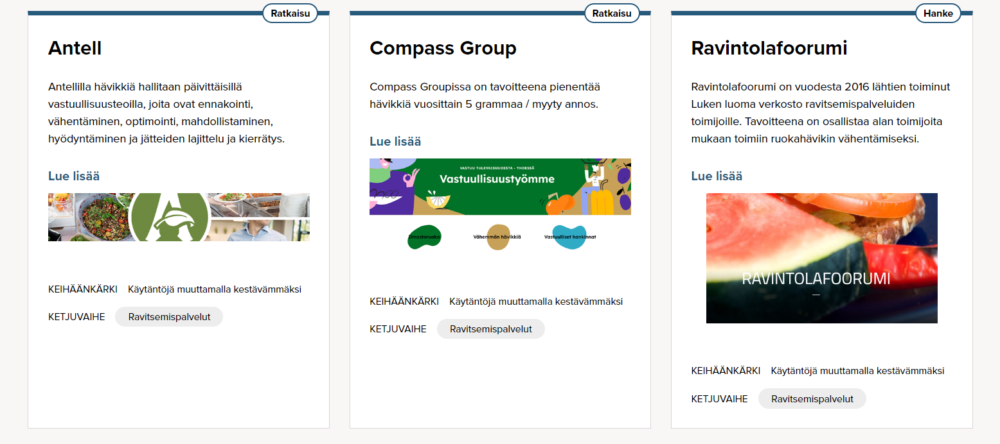 Ratkaisu
Antell
Antellilla hävikkiä hallitaan päivittäisillä
vastuullisuusteoilla, joita ovat ennakointi,
vähentäminen, optimointi, mahdollistaminen,
hyödyntäminen ja jätteiden lajittelu ja kierrätys.
Lue lisää
A
KEIHÄÄNKÄRKI Käytäntöjä muuttamalla kestävämmäksi
KETJUVAIHE Ravitsemispalvelut
Ratkaisu
Compass Group
Compass Groupissa on tavoitteena pienentää
hävikkiä vuosittain 5 grammaa / myyty annos.
Lue lisää
VASTUU TULEVAISUUDESTA - YHDESSÄ
Vastuullisuustyömme
Ilmastoruoka Vähemmän hävikkiä Vastuulliset hankinnat
KEIHÄÄNKÄRKI Käytäntöjä muuttamalla kestävämmäksi
KETJUVAIHE Ravitsemispalvelut
Hanke
Ravintolafoorumi
Ravintolafoorumi on vuodesta 2016 lähtien toiminut
Luken luoma verkosto ravitsemispalveluiden
toimijoille. Tavoitteena on osallistaa alan toimijoita
mukaan toimiin ruokahävikin vähentämiseksi.
Lue lisää
RAVINTOLAFOORUMI
KEIHÄÄNKÄRKI Käytäntöjä muuttamalla kestävämmäksi
KETJUVAIHE Ravitsemispalvelut